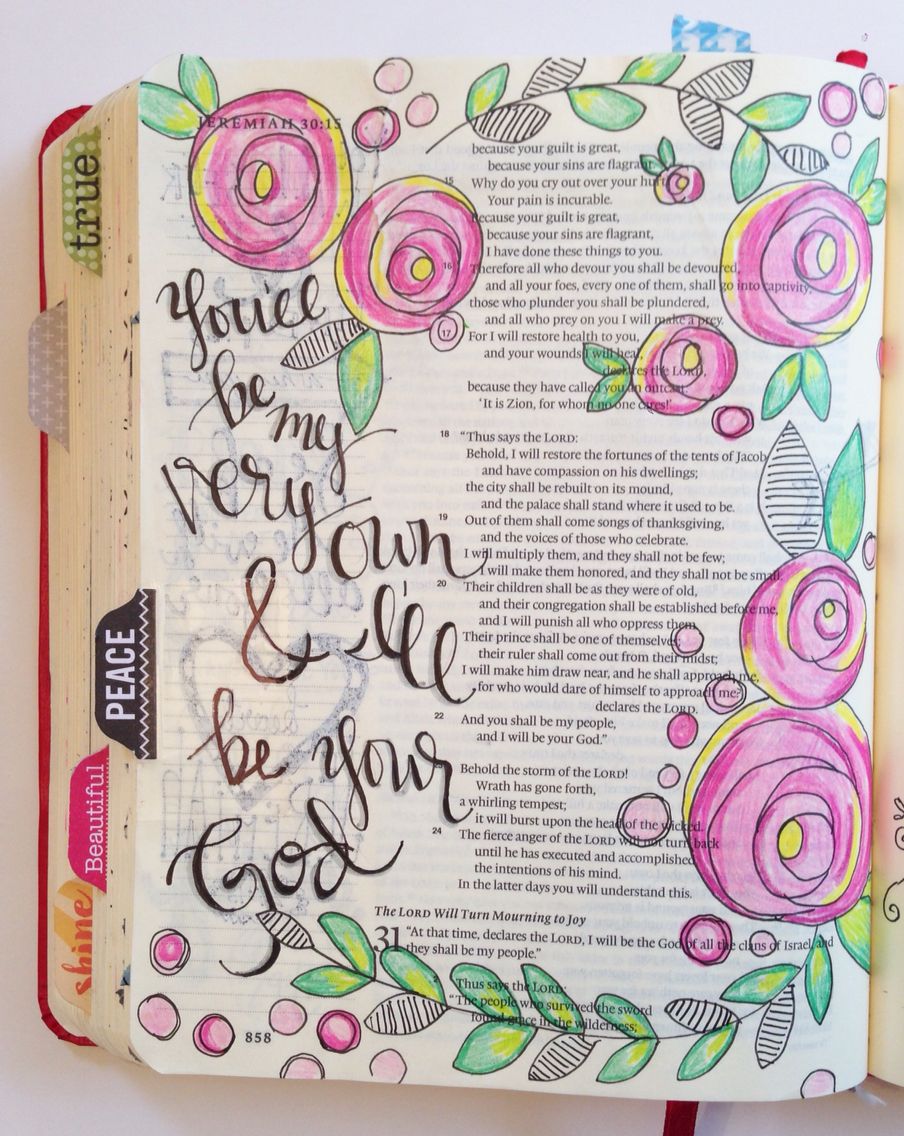 JEREMIAH 30:15
true
PEACE
Beautiful
shine
You'll
be
my
very
own
& I'll
be your
God
because your guilt is great,
because your sins are flagrant.
15 Why do you cry out over your hurt?
Your pain is incurable.
Because your guilt is great,
because your sins are flagrant,
I have done these things to you.
16 Therefore all who devour you shall be devoured,
and all your foes, every one of them, shall go into captivity;
those who plunder you shall be plundered,
and all who prey on you I will make a prey.
17 For I will restore health to you,
and your wounds I will heal,
declares the LORD,
because they have called you an outcast:
‘It is Zion, for whom no one cares!’
18 “Thus says the LORD:
Behold, I will restore the fortunes of the tents of Jacob
and have compassion on his dwellings;
the city shall be rebuilt on its mound,
and the palace shall stand where it used to be.
19 Out of them shall come songs of thanksgiving,
and the voices of those who celebrate.
I will multiply them, and they shall not be few;
I will make them honored, and they shall not be small.
20 Their children shall be as they were of old,
and their congregation shall be established before me,
and I will punish all who oppress them.
Their prince shall be one of themselves;
their ruler shall come out from their midst;
I will make him draw near, and he shall approach me,
for who would dare of himself to approach me?
declares the LORD.
22 And you shall be my people,
and I will be your God.”
Behold the storm of the LORD!
Wrath has gone forth,
a whirling tempest;
it will burst upon the head of the wicked.
24 The fierce anger of the LORD will not turn back
until he has executed and accomplished
the intentions of his mind.
In the latter days you will understand this.
The LORD Will Turn Mourning to Joy
31 “At that time, declares the LORD, I will be the God of all the clans of Israel, and
they shall be my people.”
Thus says the LORD:
“The people who survived the sword
found grace in the wilderness;
858